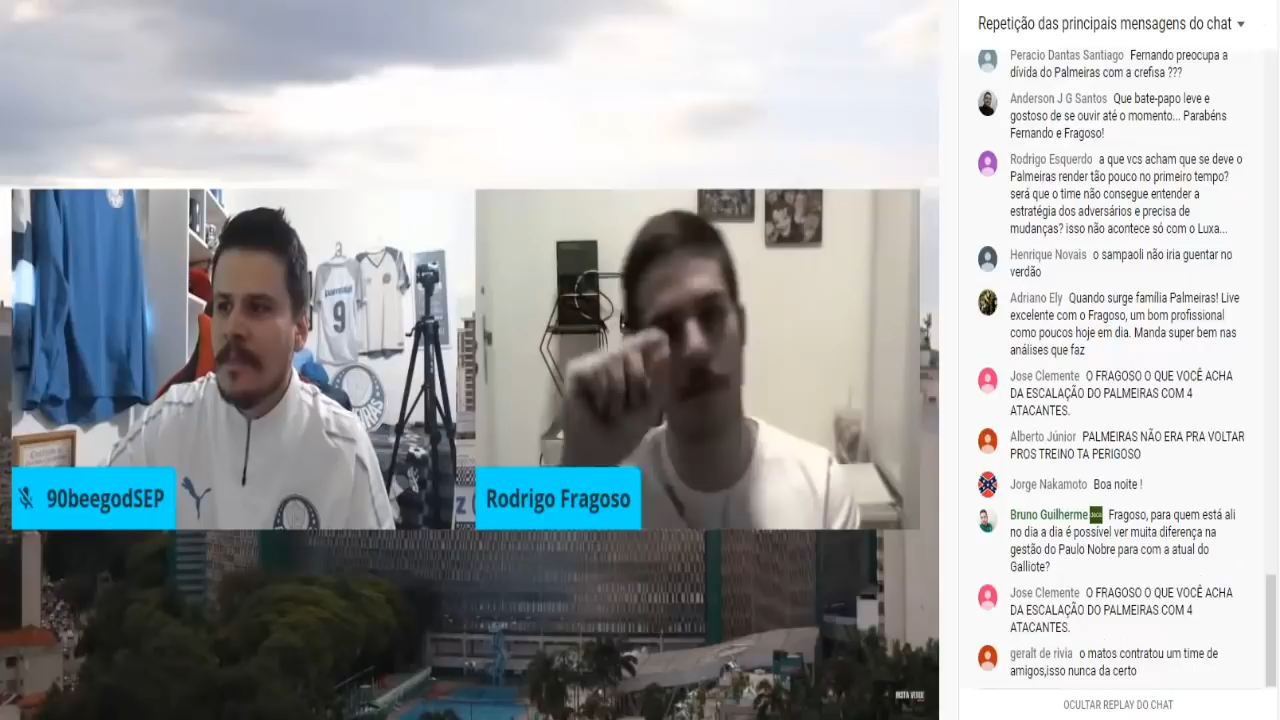 Repetição das principais mensagens do chat
Peracio Dantas Santiago Fernando preocupa a
dívida do Palmeiras com a crefisa ???
Anderson J G Santos Que bate-papo leve e
gostoso de se ouvir até o momento... Parabéns
Fernando e Fragoso!
Rodrigo Esquerdo a que vcs acham que se deve o
Palmeiras render tão pouco no primeiro tempo?
será que o time não consegue entender a
estratégia dos adversários e precisa de
mudanças? isso não acontece só com o Luxa...
Henrique Novais o sampaoli não iria guentar no
verdão
Adriano Ely Quando surge família Palmeiras! Live
excelente com o Fragoso, um bom profissional
como poucos hoje em dia. Manda super bem nas
análises que faz
Jose Clemente O FRAGOSO O QUE VOCÊ ACHA
DA ESCALAÇÃO DO PALMEIRAS COM 4
ATACANTES.
Alberto Júnior PALMEIRAS NÃO ERA PRA VOLTAR
PROS TREINO TA PERIGOSO
Jorge Nakamoto Boa noite !
Bruno Guilherme Fragoso, para quem está ali
no dia a dia é possível ver muita diferença na
gestão do Paulo Nobre para com a atual do
Galliote?
Jose Clemente O FRAGOSO O QUE VOCÊ ACHA
DA ESCALAÇÃO DO PALMEIRAS COM 4
ATACANTES.
geralt de rivia o matos contratou um time de
amigos,isso nunca da certo
OCULTAR REPLAY DO CHAT
90beegodSEP
Rodrigo Fragoso
9